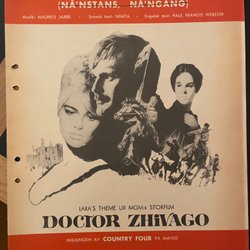 (NÅ'NSTANS, NÅ'NGÅNG)
Musik: MAURICE JARRE Svensk text: NINITA Engelsk text: PAUL FRANCIS WEBSTER
LARA'S THEME UR MGM:s STORFILM
DOCTOR ZHIVAGO
INSJUNGEN AV COUNTRY FOUR PÅ AMIGO